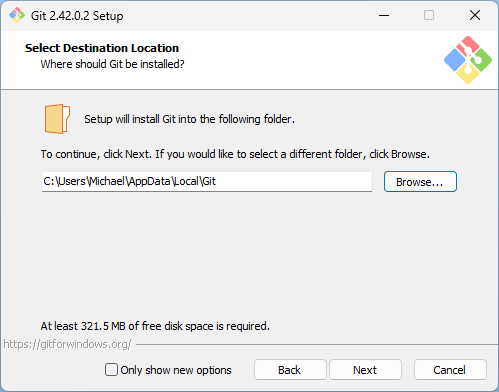 Git 2.42.0.2 Setup
Select Destination Location
Where should Git be installed?
Setup will install Git into the following folder.
To continue, click Next. If you would like to select a different folder, click Browse.
C:\Users\Michael\AppData\Local\Git
Browse...
At least 321.5 MB of free disk space is required.
https://gitforwindows.org/
Only show new options
Back
Next
Cancel